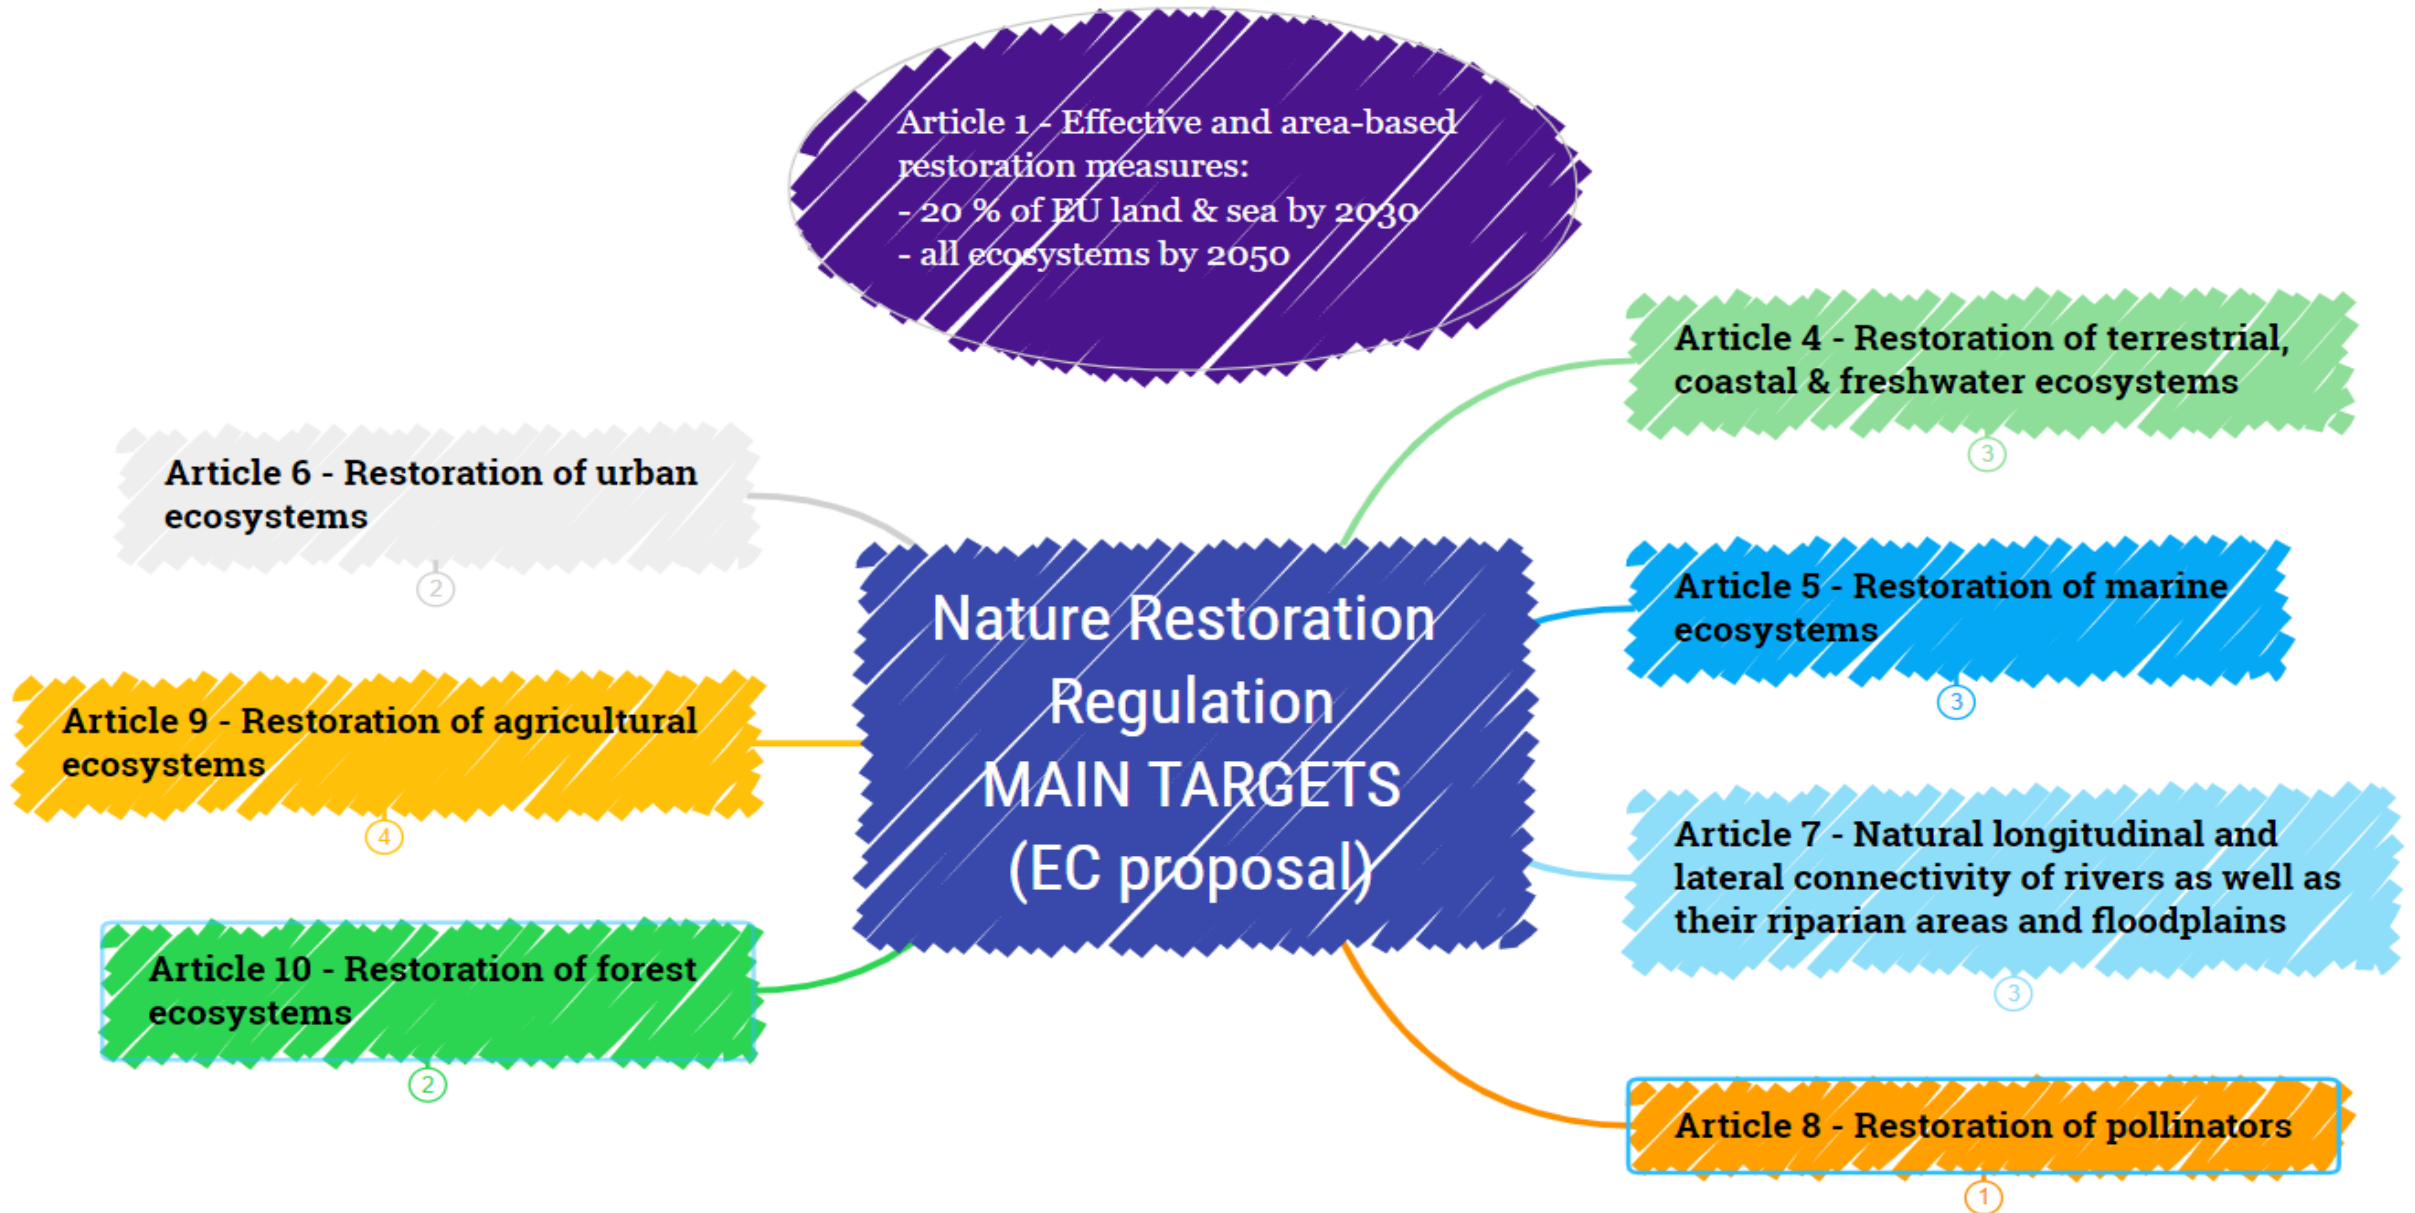 Article 1 - Effective and area-based
restoration measures:
- 20 % of EU land & sea by 2030
- all ecosystems by 2050
Article 4 - Restoration of terrestrial,
coastal & freshwater ecosystems
3
Article 6 - Restoration of urban
ecosystems
2
Article 5 - Restoration of marine
ecosystems
3
Nature Restoration
Regulation
MAIN TARGETS
(EC proposal)
Article 9 - Restoration of agricultural
ecosystems
4
Article 7 - Natural longitudinal and
lateral connectivity of rivers as well as
their riparian areas and floodplains
3
Article 10 - Restoration of forest
ecosystems
2
Article 8 - Restoration of pollinators
1